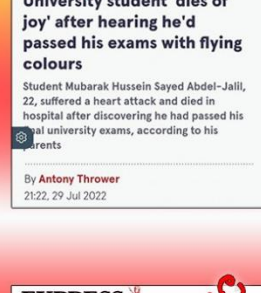 University student 'dies of
joy' after hearing he'd
passed his exams with flying
colours
Student Mubarak Hussein Sayed Abdel-Jalil,
22, suffered a heart attack and died in
hospital after discovering he had passed his
university exams, according to his
By Antony Thrower
21:22, 29 Jul 2022